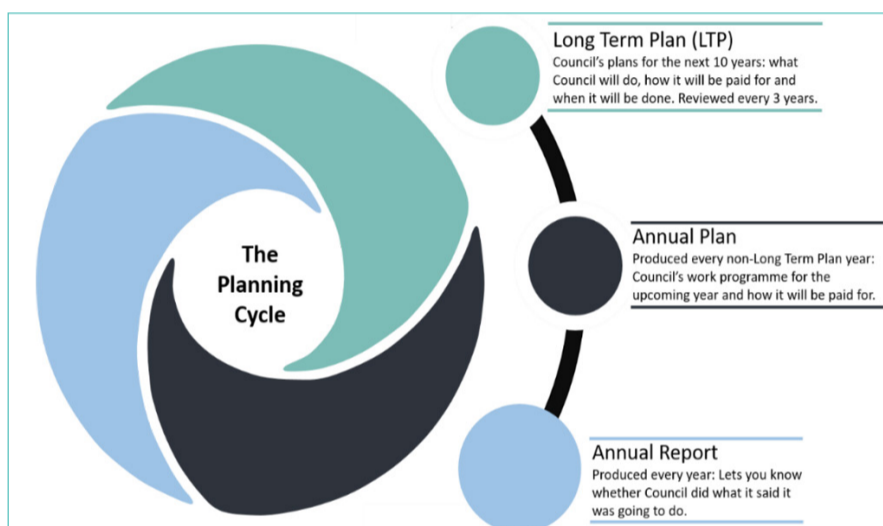 The
Planning
Cycle
Long Term Plan (LTP)
Council's plans for the next 10 years: what
Council will do, how it will be paid for and
when it will be done. Reviewed every 3 years.
Annual Plan
Produced every non-Long Term Plan year:
Council's work programme for the
upcoming year and how it will be paid for.
Annual Report
Produced every year: Lets you know
whether Council did what it said it
was going to do.